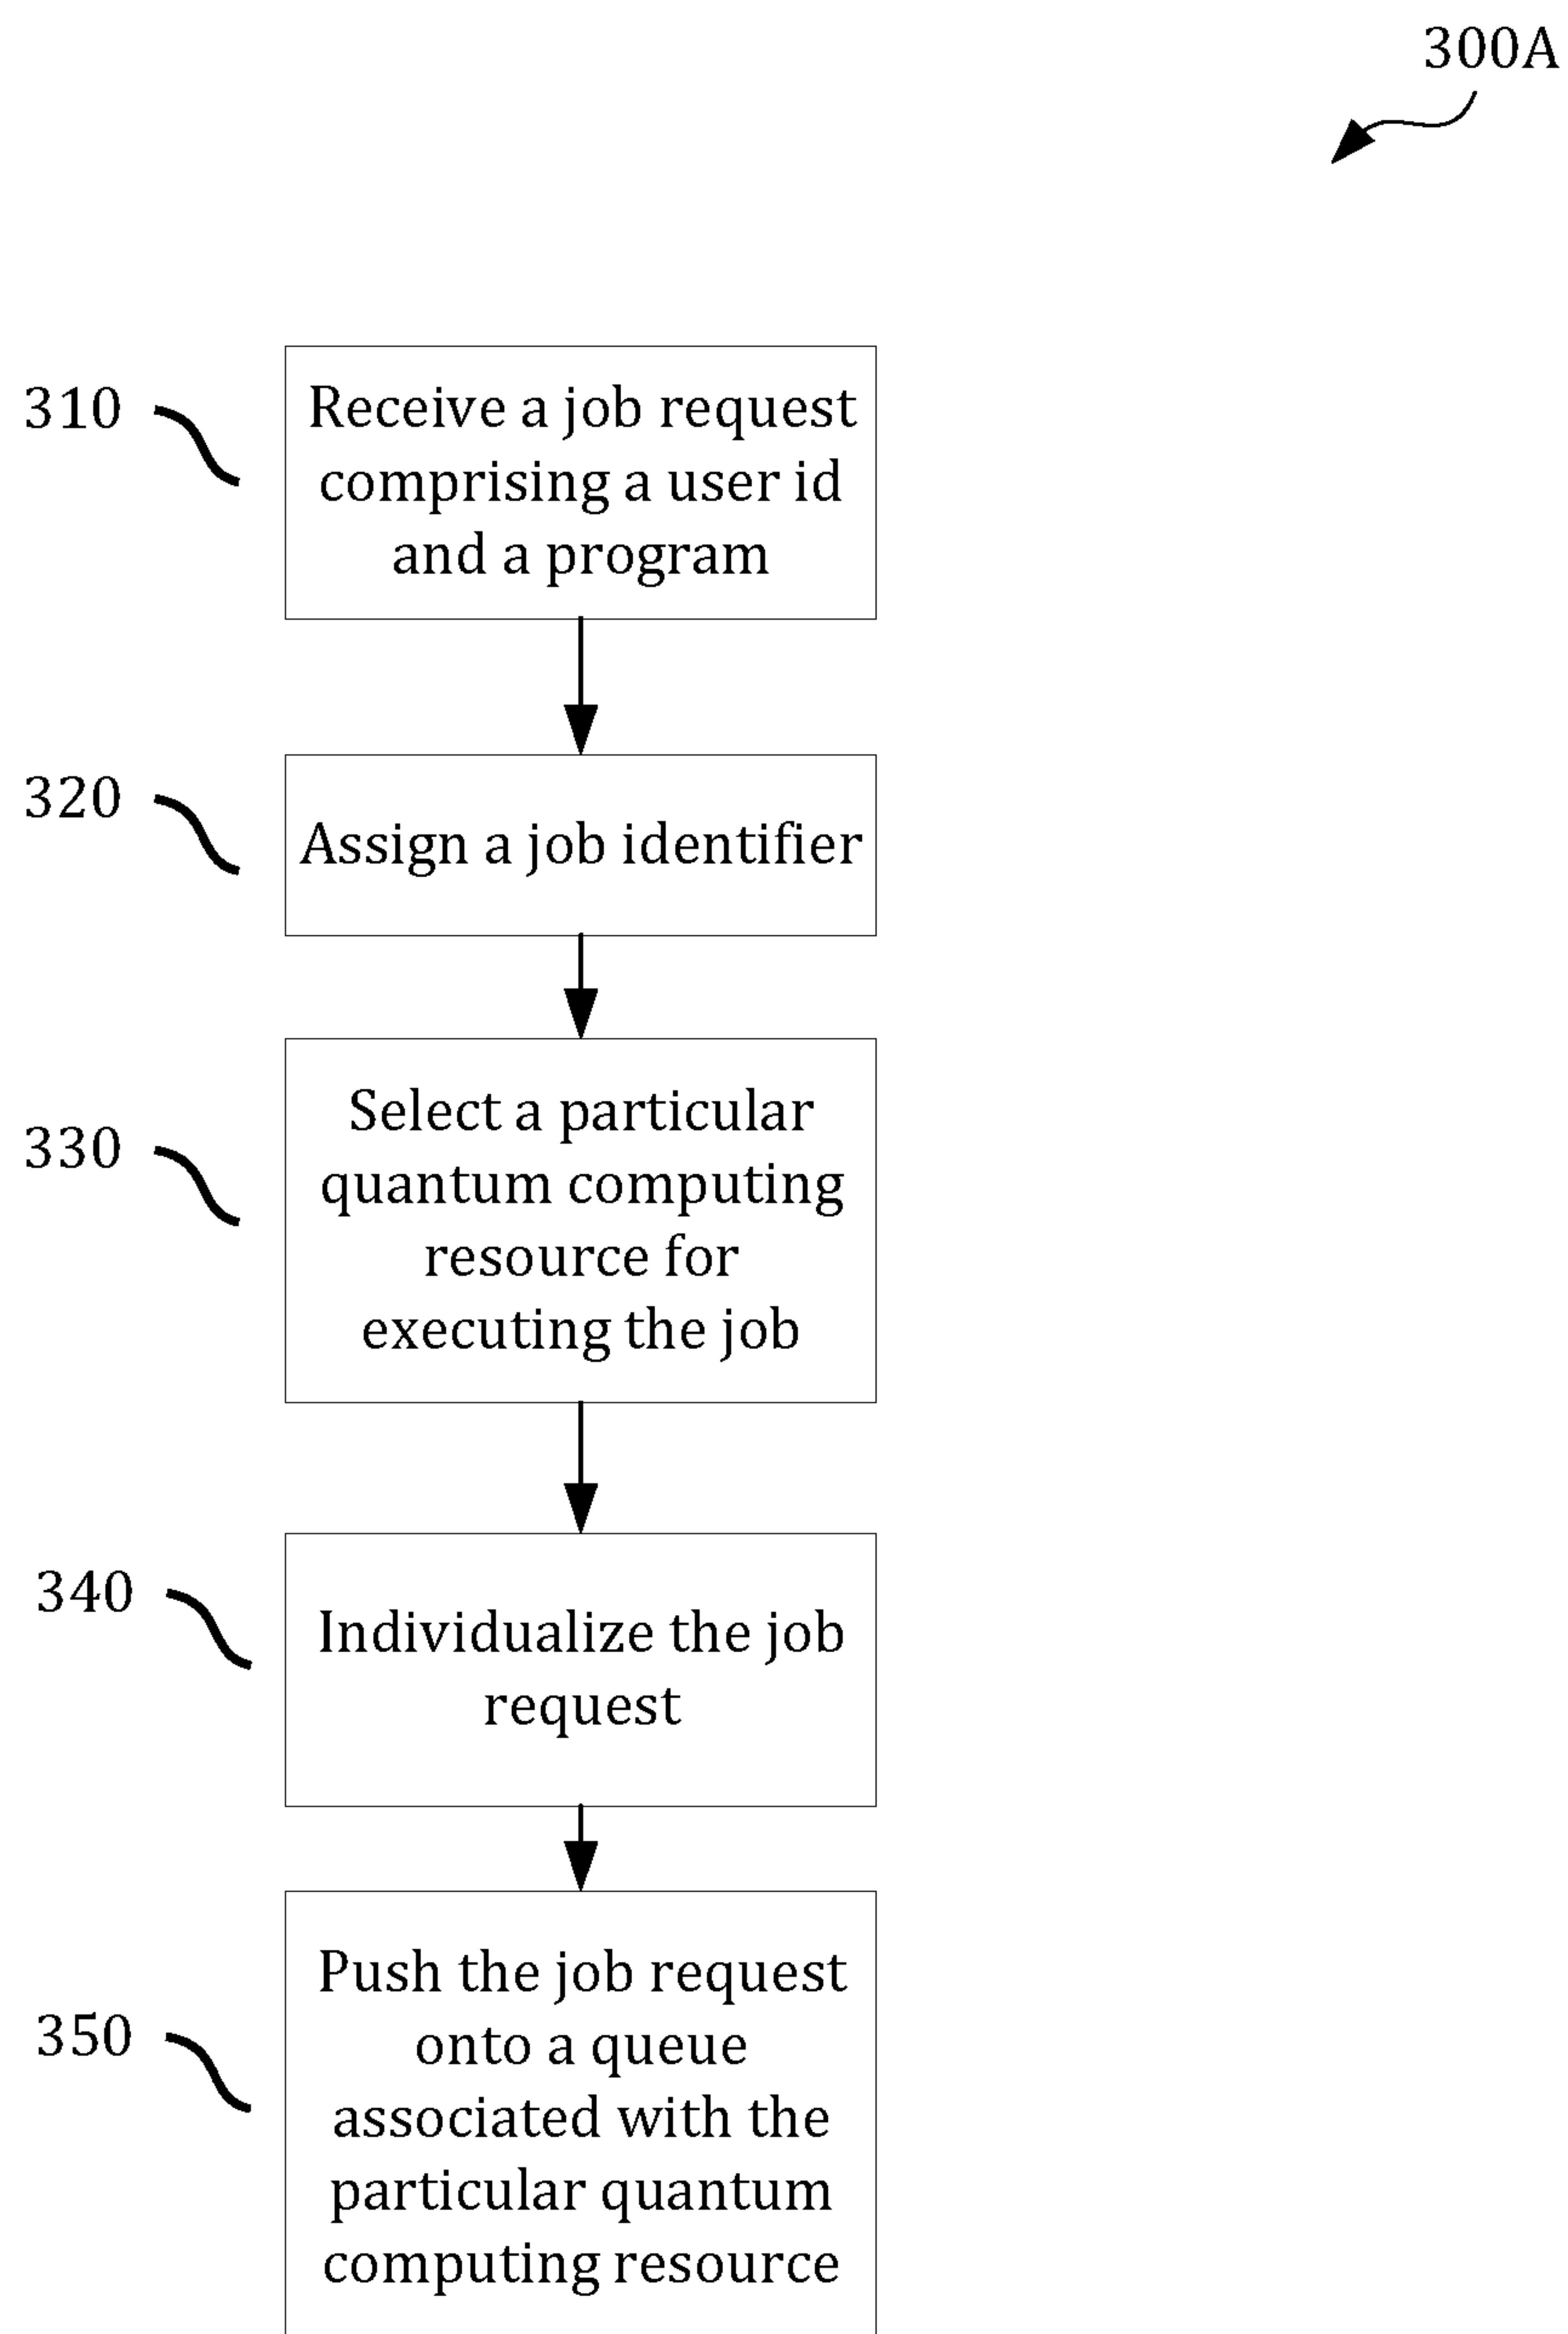 300A
310
Receive a job request
comprising a user id
and a program
320
Assign a job identifier
330
Select a particular
quantum computing
resource for
executing the job
340
Individualize the job
request
350
Push the job request
onto a queue
associated with the
particular quantum
computing resource